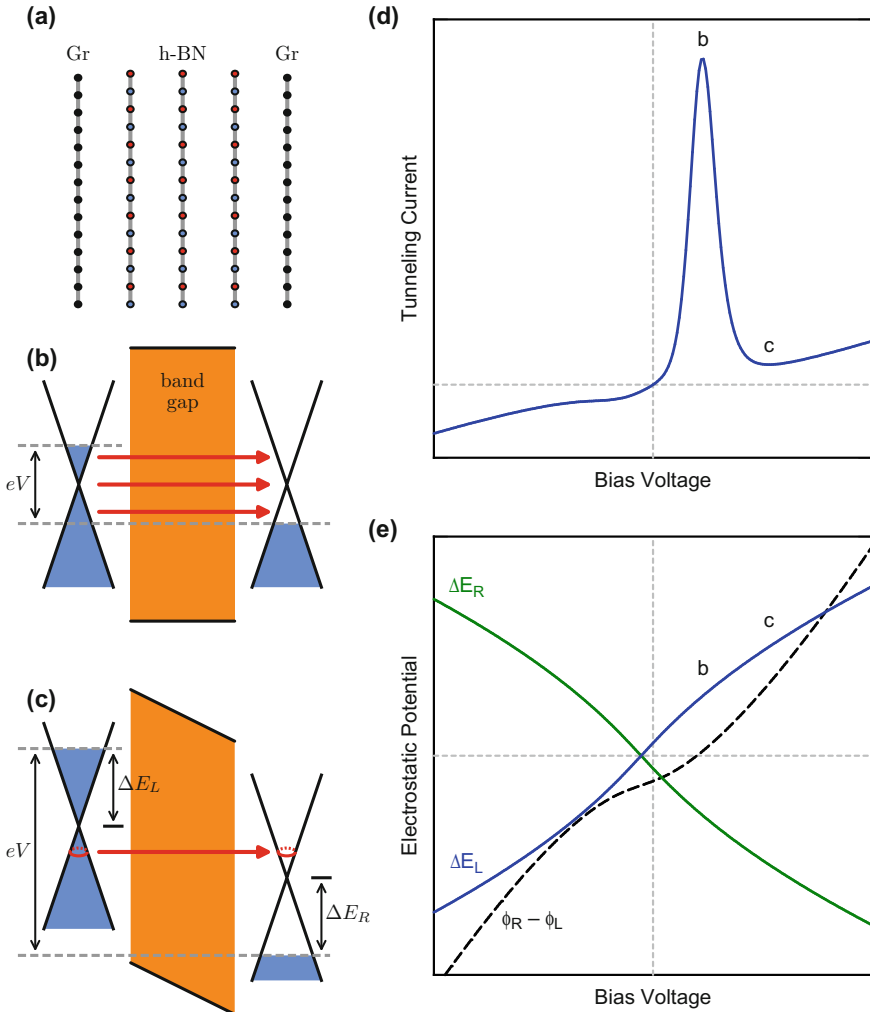 (a)
Gr h-BN Gr
(b)
band
gap
eV
(c)
ΔE_L
eV
ΔE_R
(d)
b
c
Tunneling Current
Bias Voltage
(e)
ΔE_R
c
b
Electrostatic Potential
ΔE_L
ϕ_R − ϕ_L
Bias Voltage